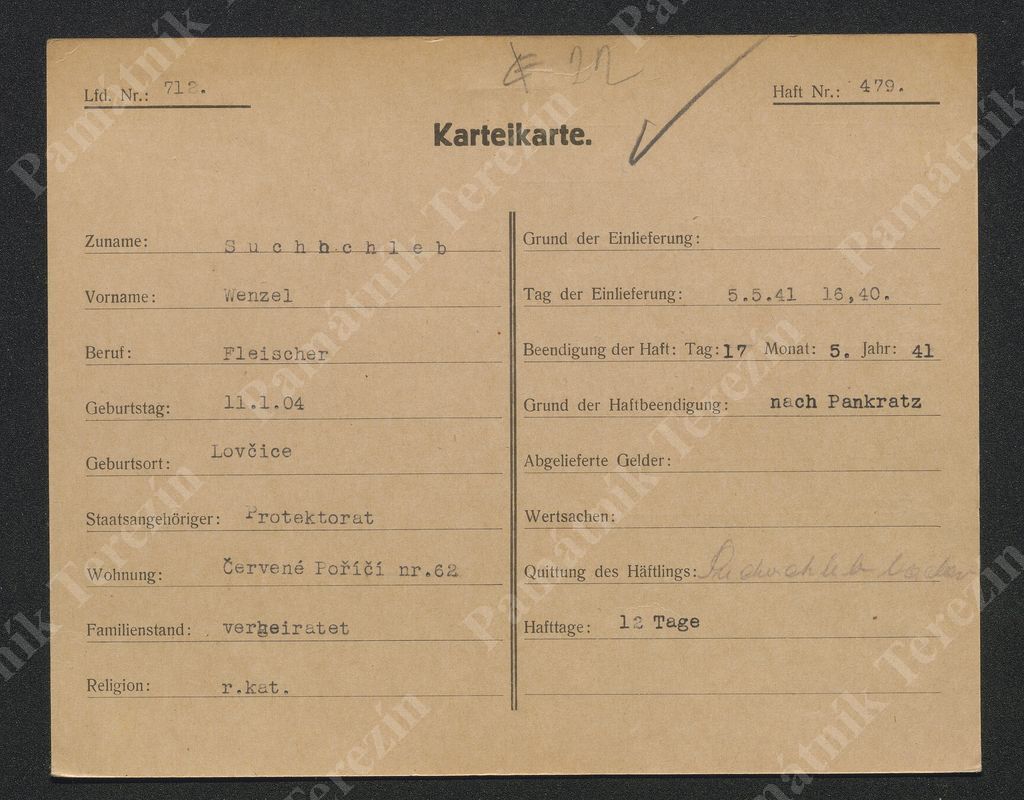 22
Lfd. Nr.: 712.
Haft Nr.: 479.
Karteikarte.
Zuname: Suchhchleb
Vorname: Wenzel
Beruf: Fleischer
Geburtstag: 11.1.04
Geburtsort: Lovčice
Staatsangehöriger: Protektorat
Wohnung: Červené Poříčí nr.62
Familienstand: verheiratet
Religion: r.kat.
Grund der Einlieferung:
Tag der Einlieferung: 5.5.41 16,40.
Beendigung der Haft: Tag: 17 Monat: 5. Jahr: 41
Grund der Haftbeendigung: nach Pankratz
Abgelieferte Gelder:
Wertsachen:
Quittung des Häftlings:
Hafttage: 12 Tage
Památník Terezín